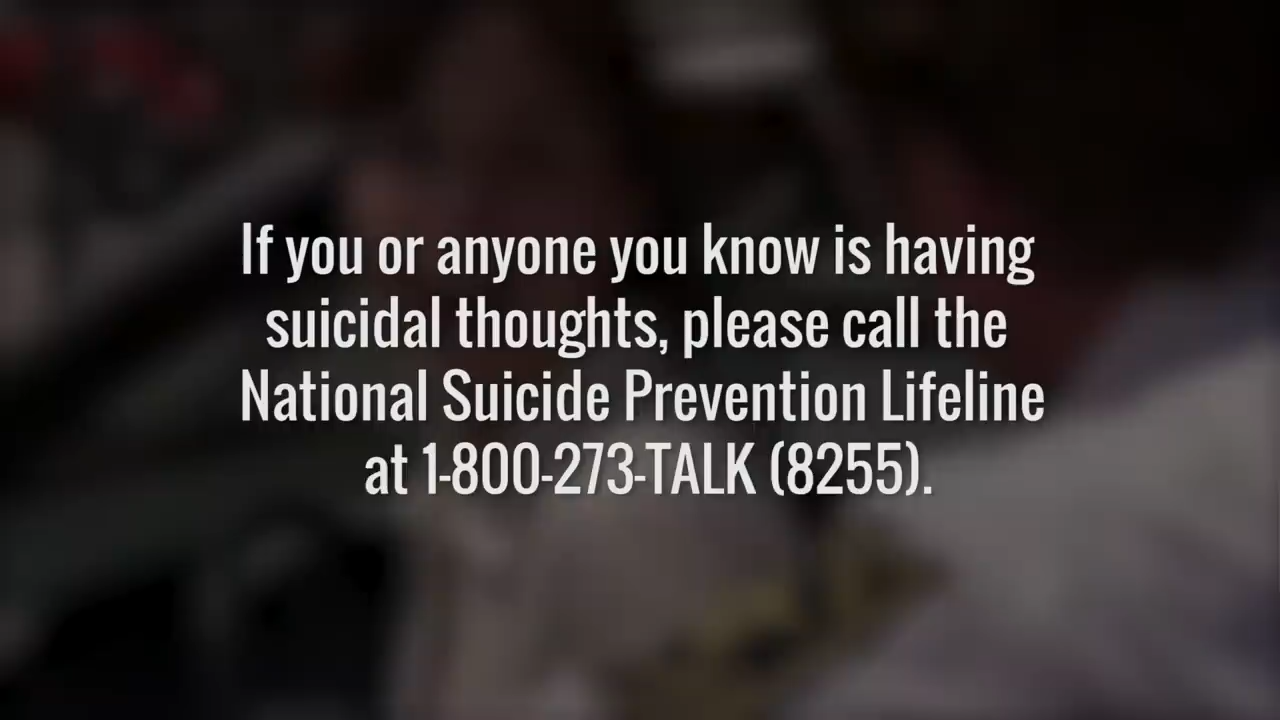 If you or anyone you know is having
suicidal thoughts, please call the
National Suicide Prevention Lifeline
at 1-800-273-TALK (8255).